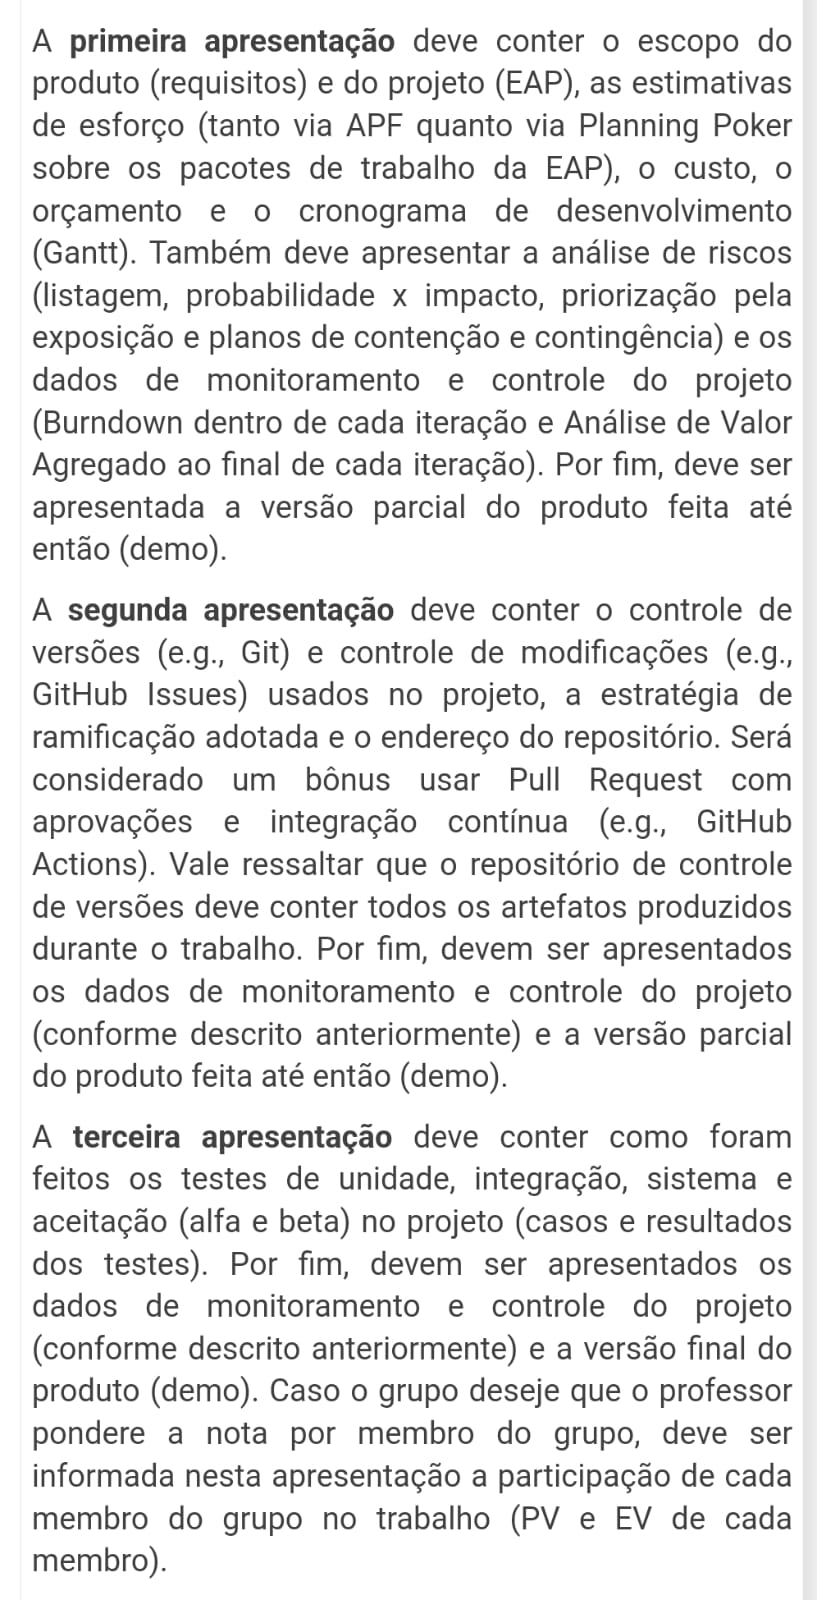 A primeira apresentação deve conter o escopo do
produto (requisitos) e do projeto (EAP), as estimativas
de esforço (tanto via APF quanto via Planning Poker
sobre os pacotes de trabalho da EAP), o custo, o
orçamento e o cronograma de desenvolvimento
(Gantt). Também deve apresentar a análise de riscos
(listagem, probabilidade x impacto, priorização pela
exposição e planos de contenção e contingência) e os
dados de monitoramento e controle do projeto
(Burndown dentro de cada iteração e Análise de Valor
Agregado ao final de cada iteração). Por fim, deve ser
apresentada a versão parcial do produto feita até
então (demo).
A segunda apresentação deve conter o controle de
versões (e.g., Git) e controle de modificações (e.g.,
GitHub Issues) usados no projeto, a estratégia de
ramificação adotada e o endereço do repositório. Será
considerado um bônus usar Pull Request com
aprovações e integração contínua (e.g., GitHub
Actions). Vale ressaltar que o repositório de controle
de versões deve conter todos os artefatos produzidos
durante o trabalho. Por fim, devem ser apresentados
os dados de monitoramento e controle do projeto
(conforme descrito anteriormente) e a versão parcial
do produto feita até então (demo).
A terceira apresentação deve conter como foram
feitos os testes de unidade, integração, sistema e
aceitação (alfa e beta) no projeto (casos e resultados
dos testes). Por fim, devem ser apresentados os
dados de monitoramento e controle do projeto
(conforme descrito anteriormente) e a versão final do
produto (demo). Caso o grupo deseje que o professor
pondere a nota por membro do grupo, deve ser
informada nesta apresentação a participação de cada
membro do grupo no trabalho (PV e EV de cada
membro).